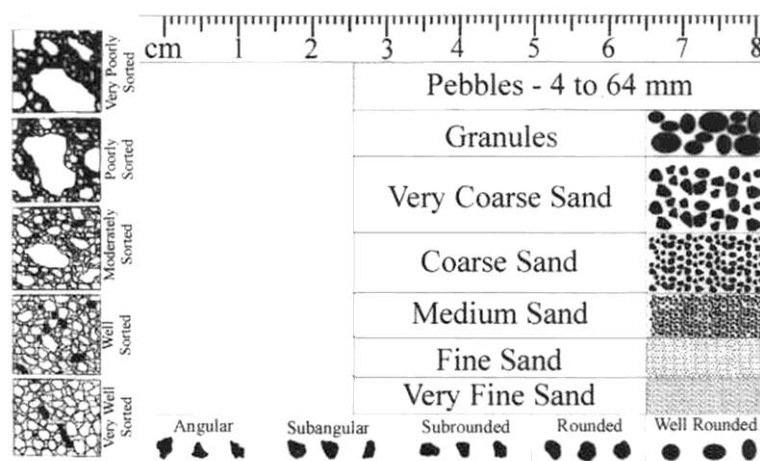 cm 1 2 3 4 5 6 7 8
Very Poorly
Sorted
Poorly
Sorted
Moderately
Sorted
Well
Sorted
Very Well
Sorted
Pebbles - 4 to 64 mm
Granules
Very Coarse Sand
Coarse Sand
Medium Sand
Fine Sand
Very Fine Sand
Angular Subangular Subrounded Rounded Well Rounded